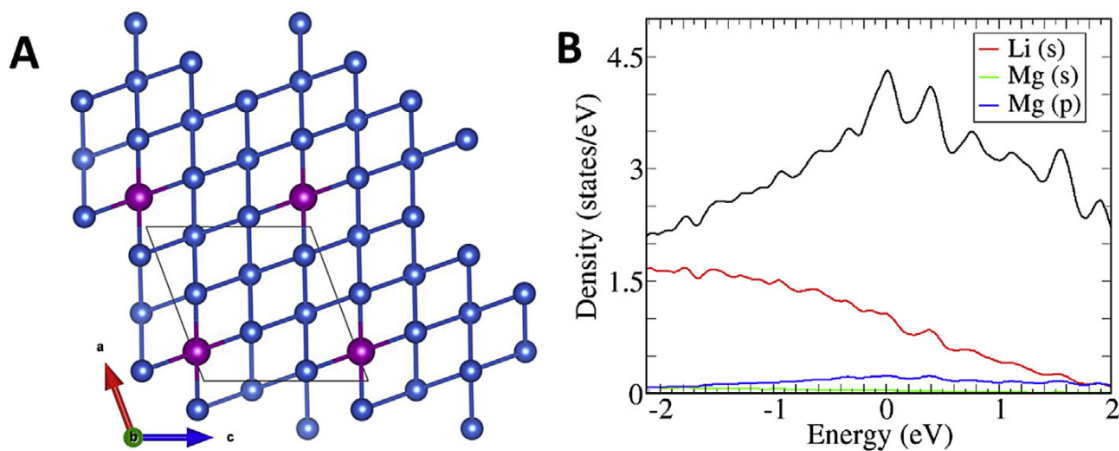 A
a
b
c
B
4.5
3
1.5
0
-2
-1
0
1
2
Density (states/eV)
Energy (eV)
Li (s)
Mg (s)
Mg (p)